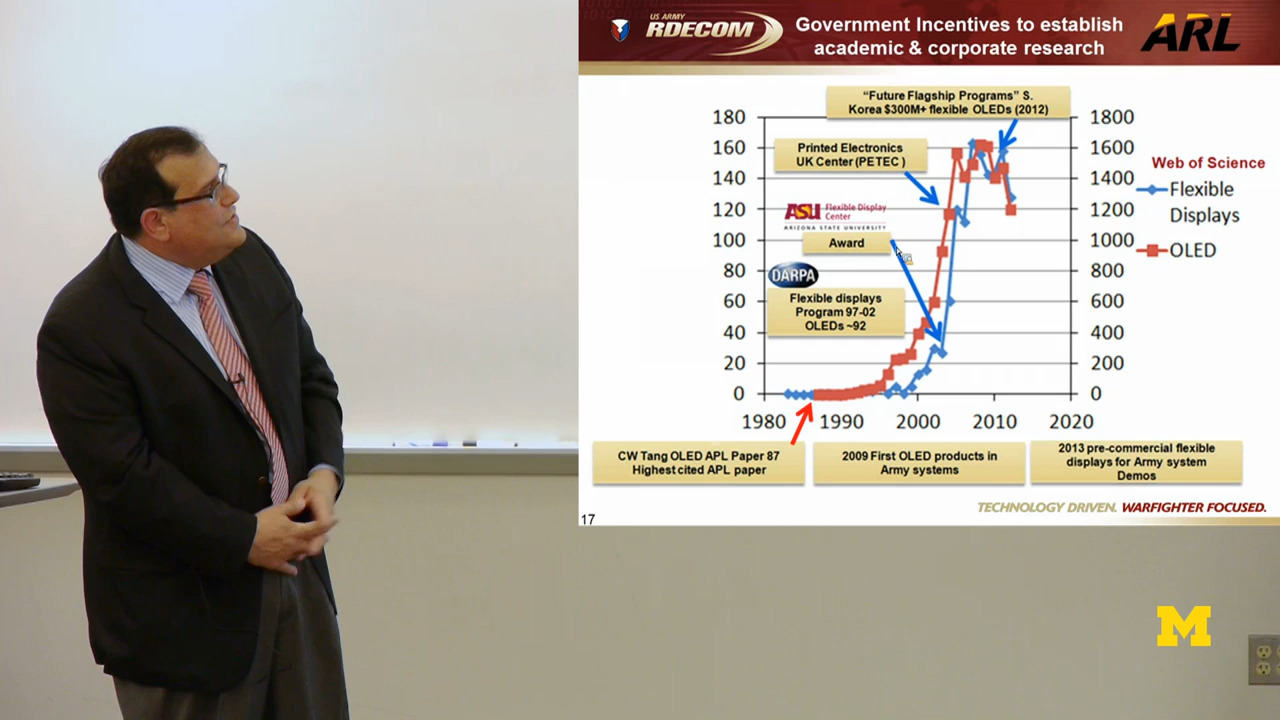 US ARMY
RDECOM
Government Incentives to establish
academic & corporate research
ARL
"Future Flagship Programs" S.
Korea $300M+ flexible OLEDs (2012)
Printed Electronics
UK Center (PETEC )
ASU Flexible Display
Center
ARIZONA STATE UNIVERSITY
Award
DARPA
Flexible displays
Program 97-02
OLEDs ~92
180
160
140
120
100
80
60
40
20
0
1800
1600
1400
1200
1000
800
600
400
200
0
1980
1990
2000
2010
2020
Web of Science
Flexible
Displays
OLED
CW Tang OLED APL Paper 87
Highest cited APL paper
2009 First OLED products in
Army systems
2013 pre-commercial flexible
displays for Army system
Demos
TECHNOLOGY DRIVEN. WARFIGHTER FOCUSED.
17
M